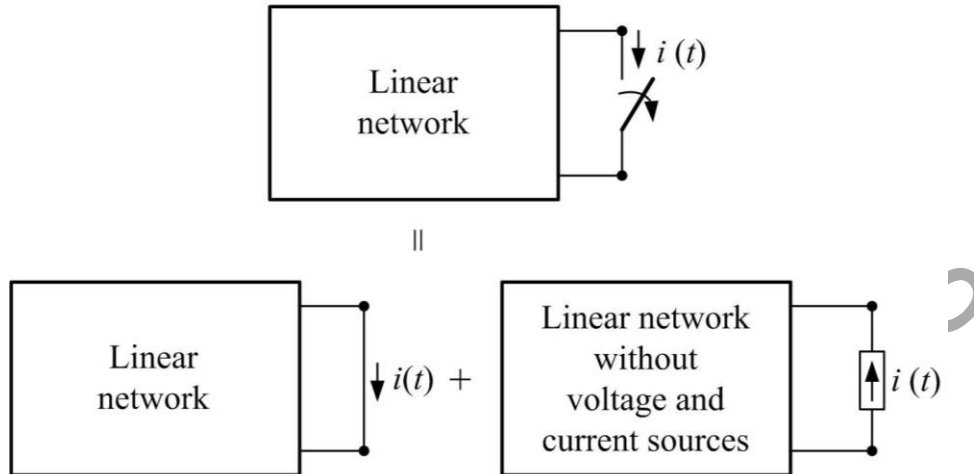 Linear
network
i (t)
=
Linear
network
i(t) +
Linear network
without
voltage and
current sources
i (t)